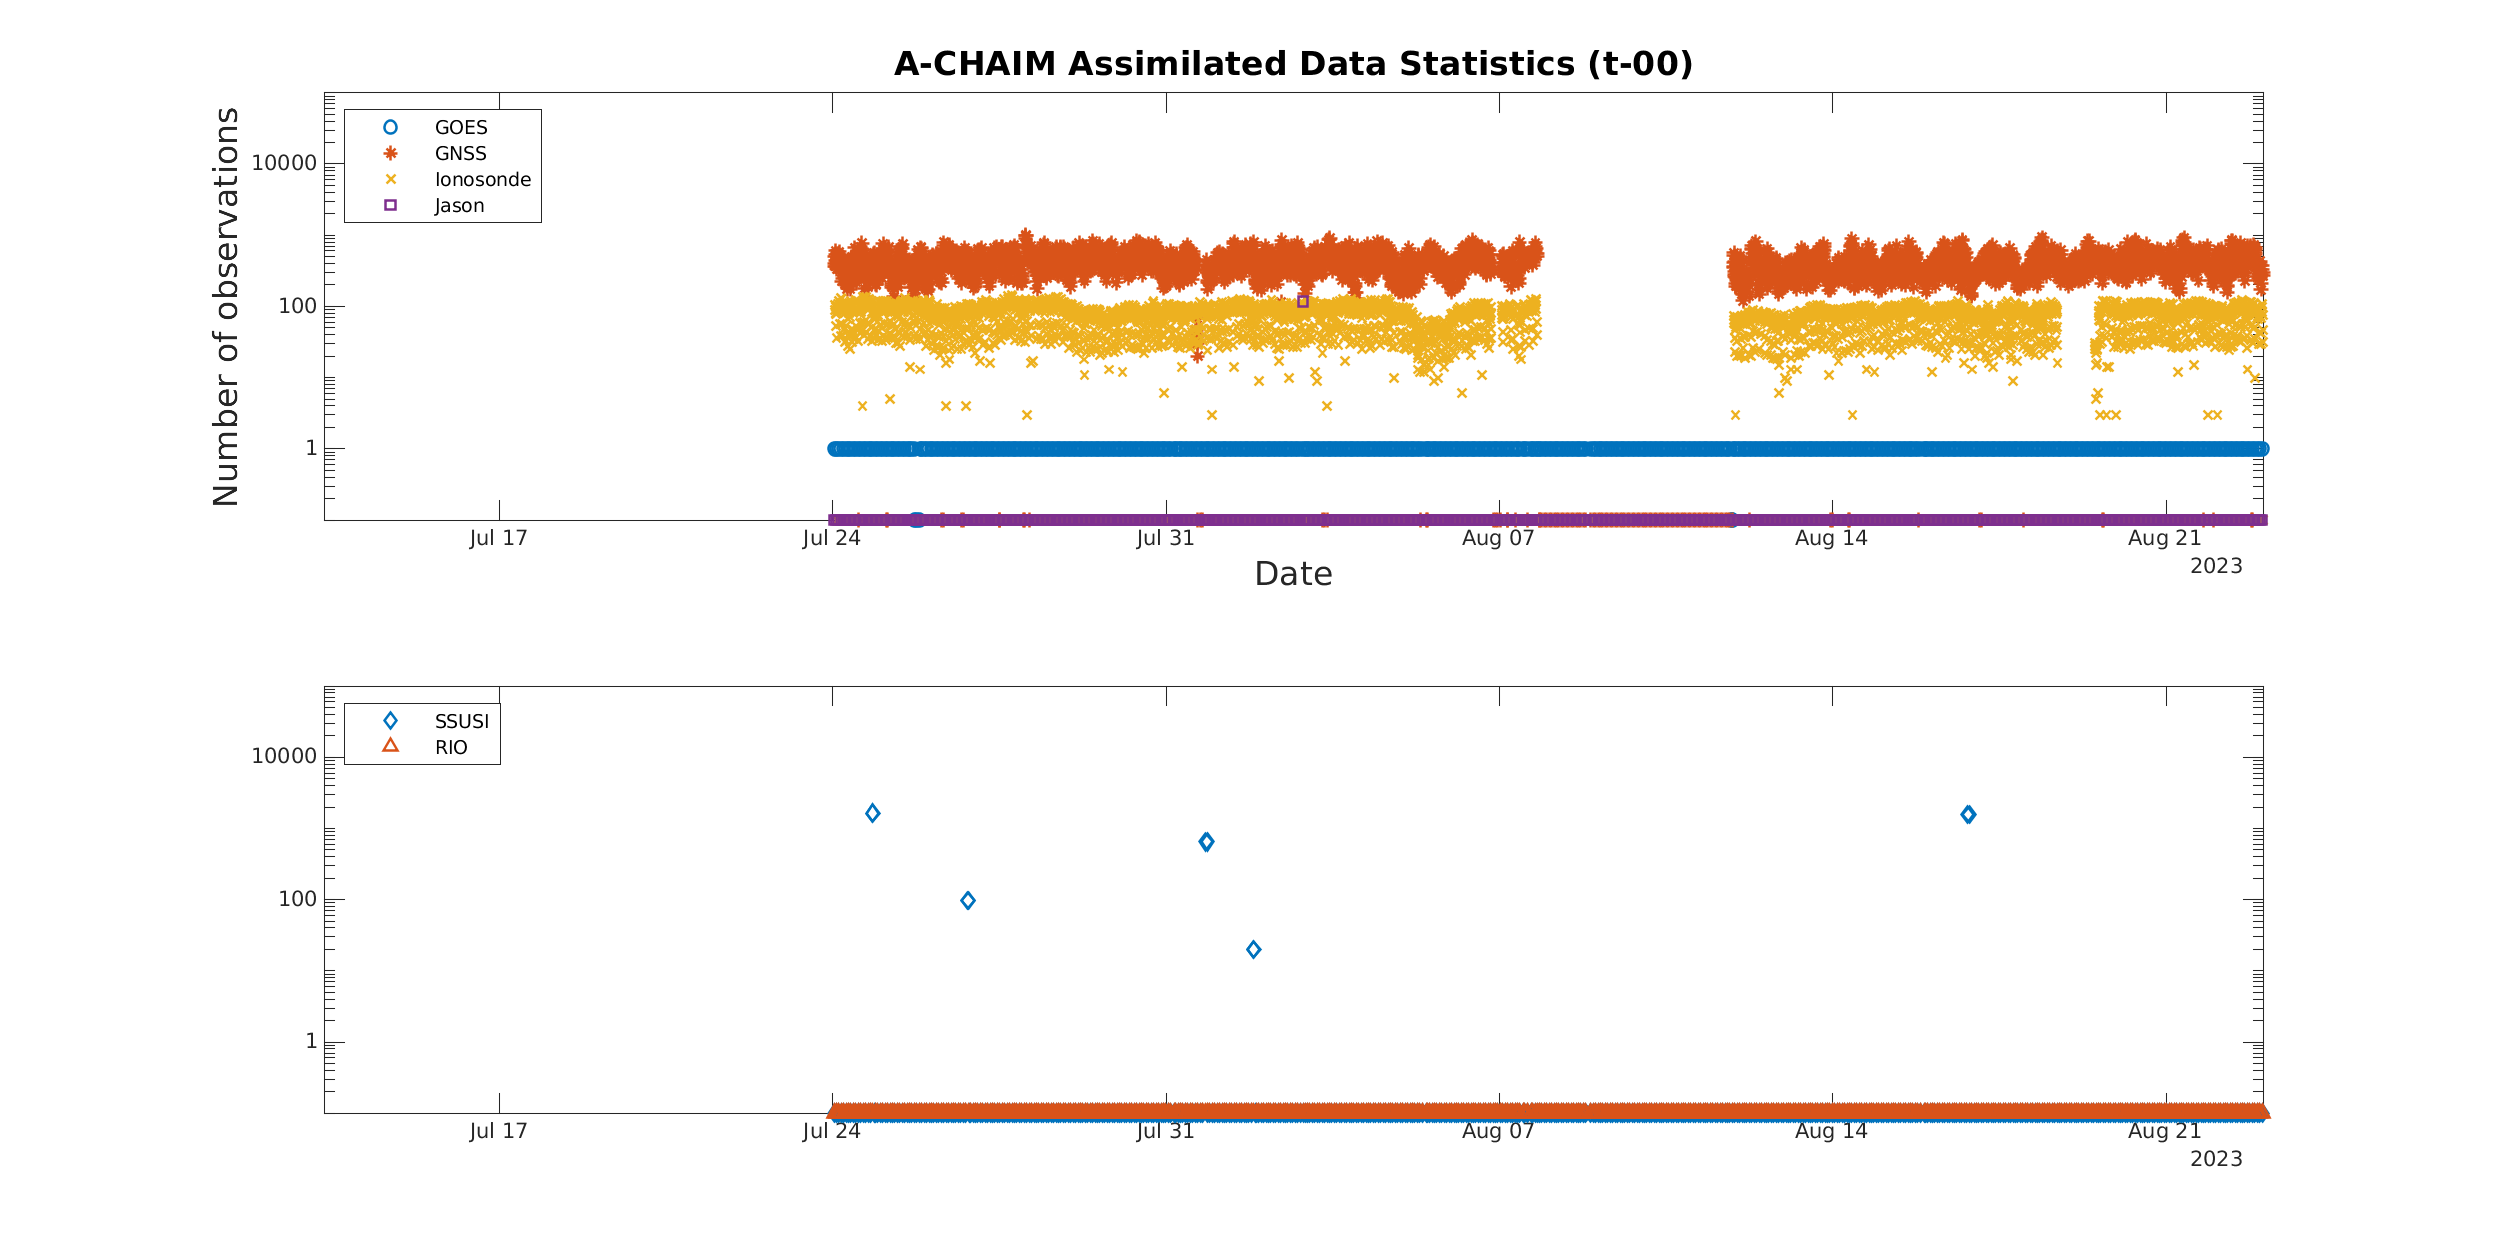 A-CHAIM Assimilated Data Statistics (t-00)
Number of observations
GOES
GNSS
Ionosonde
Jason
10000
100
1
Jul 17
Jul 24
Jul 31
Aug 07
Aug 14
Aug 21
2023
Date
SSUSI
RIO
10000
100
1
Jul 17
Jul 24
Jul 31
Aug 07
Aug 14
Aug 21
2023